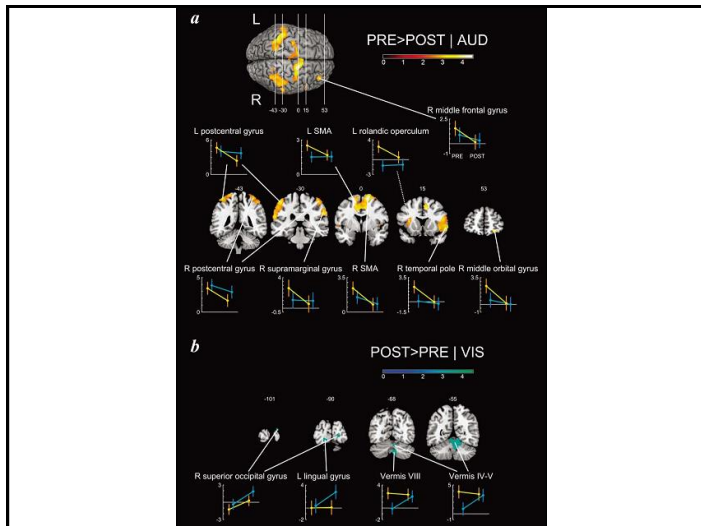 a
L
PRE>POST | AUD
0 1 2 3 4
R
-43 -30 0 15 53
R middle frontal gyrus
2.5
-1
PRE POST
L postcentral gyrus
L SMA
L rolandic operculum
6
0
3
0
4
-3
-43
-30
0
15
53
R postcentral gyrus
R supramarginal gyrus
R SMA
R temporal pole
R middle orbital gyrus
5
0
4
-0.5
3.5
0
3.5
-1.5
3.5
-1
b
POST>PRE | VIS
0 1 2 3 4
-101
-90
-55
R superior occipital gyrus
L lingual gyrus
Vermis VIII
Vermis IV-V
3
-3
4
-2
4
-2
5
-1